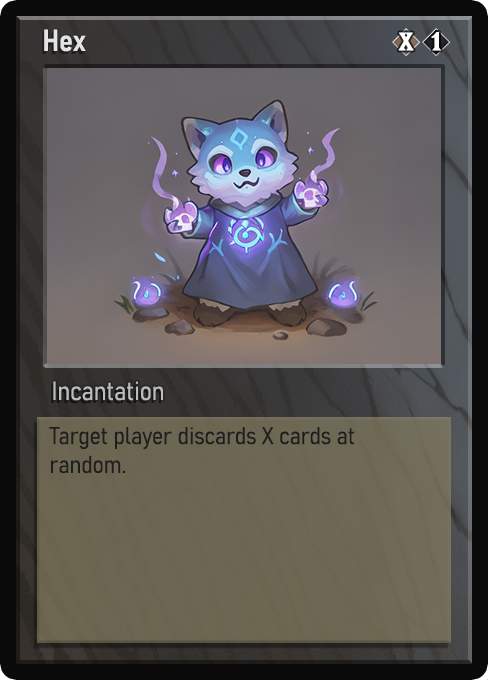 Hex X 1
Incantation
Target player discards X cards at
random.